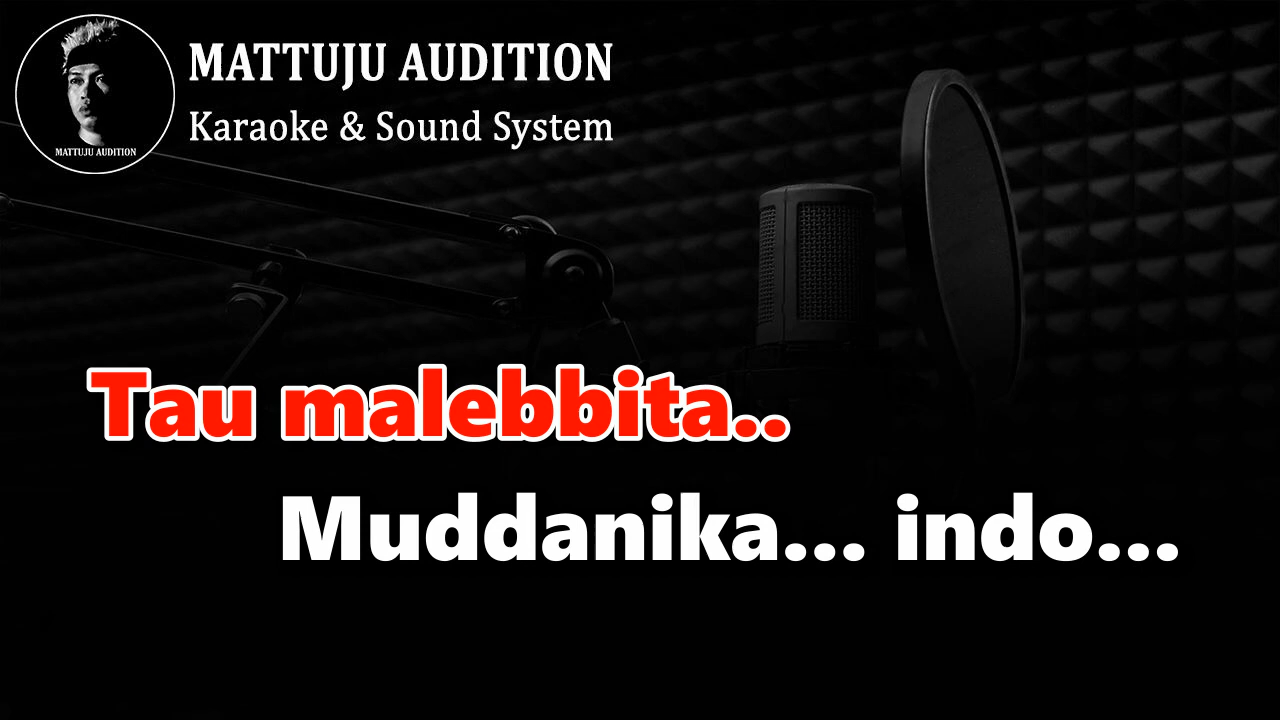 MATTUJU AUDITION
Karaoke & Sound System
MATTUJU AUDITION
Tau malebbita..
Muddanika... indo...